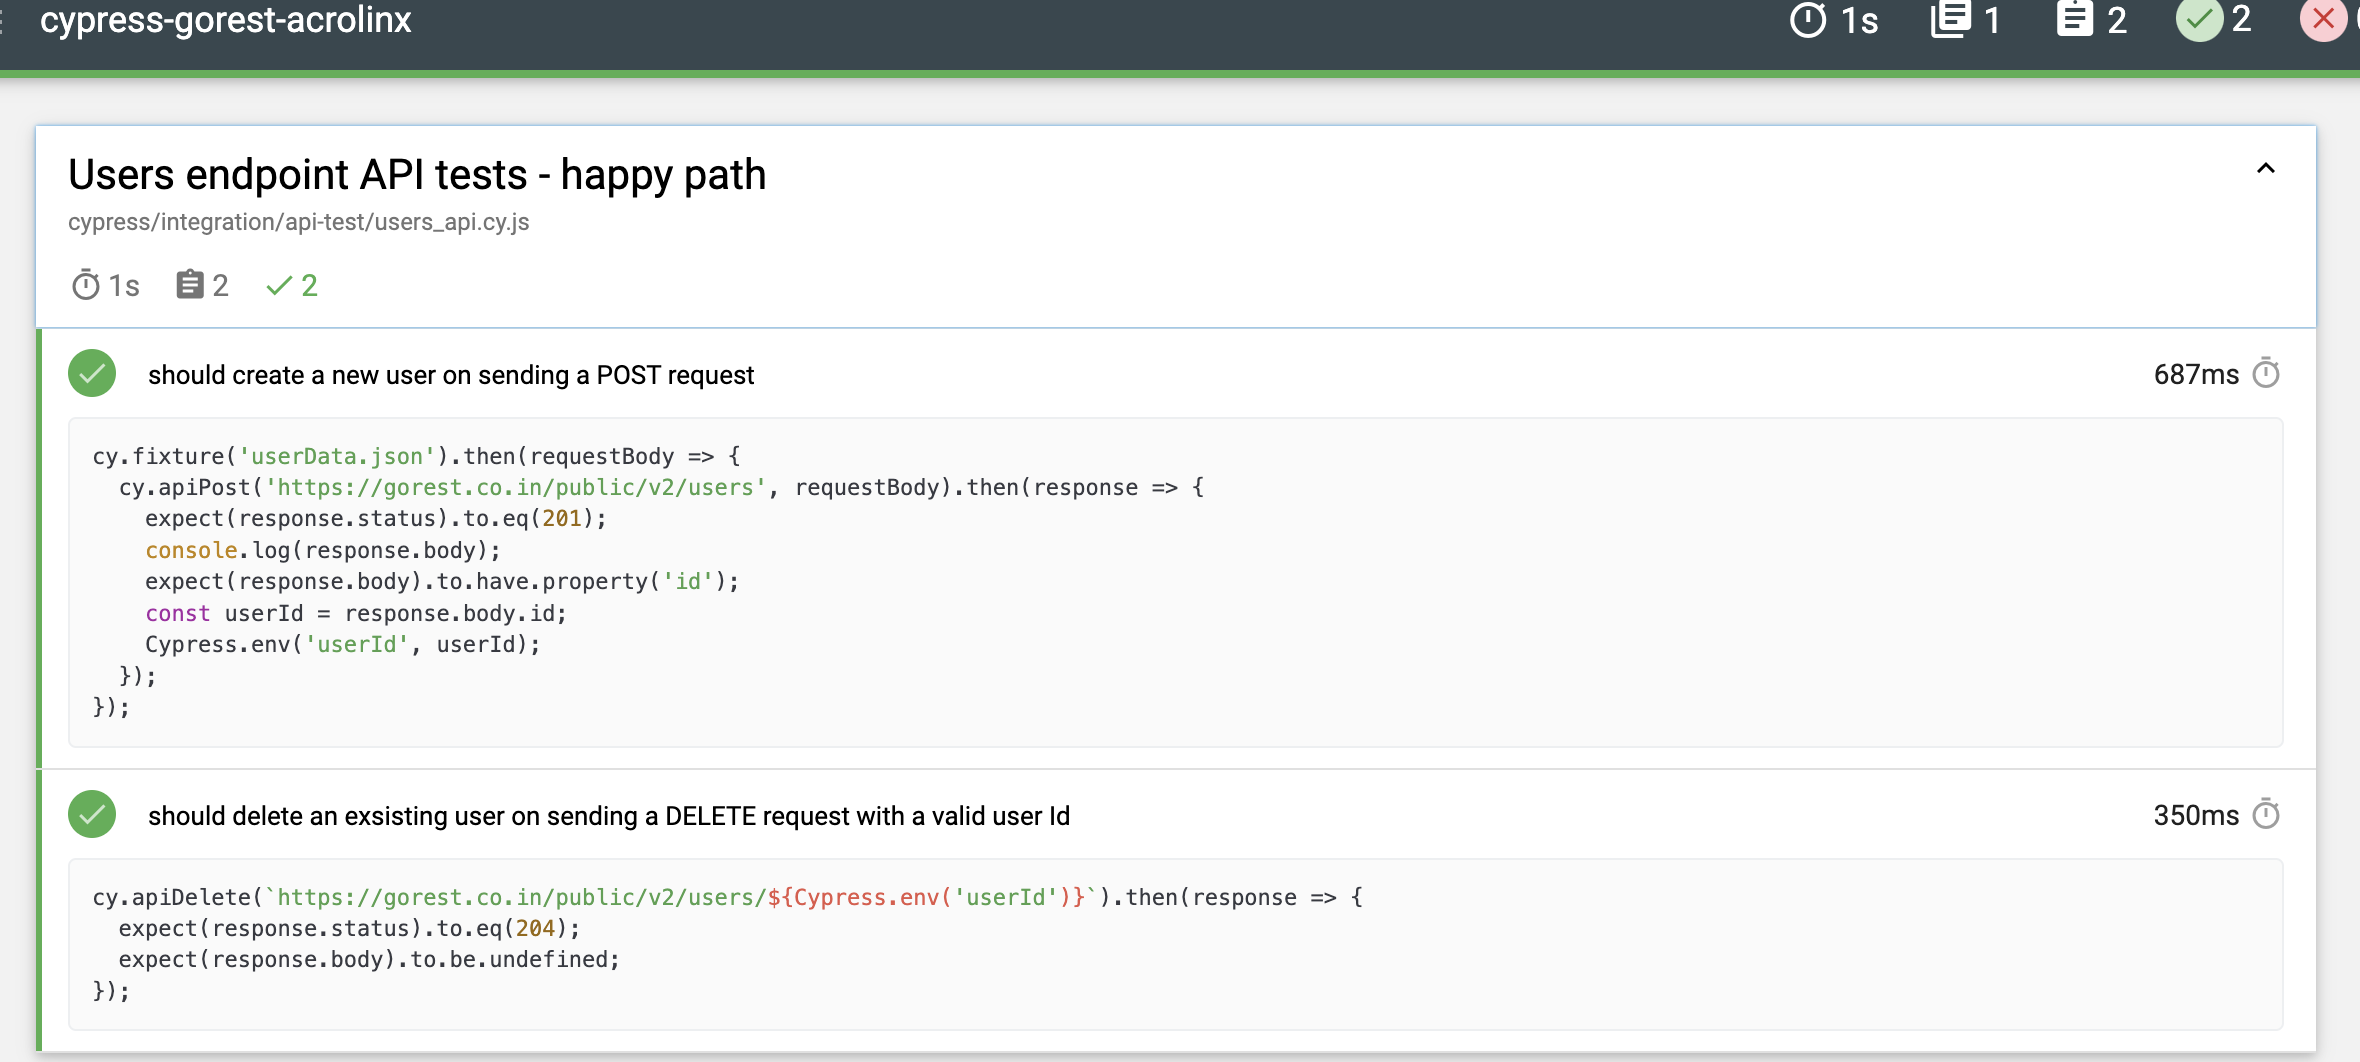 cypress-gorest-acrolinx
1s 1 2 2
Users endpoint API tests - happy path
cypress/integration/api-test/users_api.cy.js
1s 2 2
should create a new user on sending a POST request 687ms
cy.fixture('userData.json').then(requestBody => {
  cy.apiPost('https://gorest.co.in/public/v2/users', requestBody).then(response => {
    expect(response.status).to.eq(201);
    console.log(response.body);
    expect(response.body).to.have.property('id');
    const userId = response.body.id;
    Cypress.env('userId', userId);
  });
});
should delete an exsisting user on sending a DELETE request with a valid user Id 350ms
cy.apiDelete(`https://gorest.co.in/public/v2/users/${Cypress.env('userId')}`).then(response => {
  expect(response.status).to.eq(204);
  expect(response.body).to.be.undefined;
});